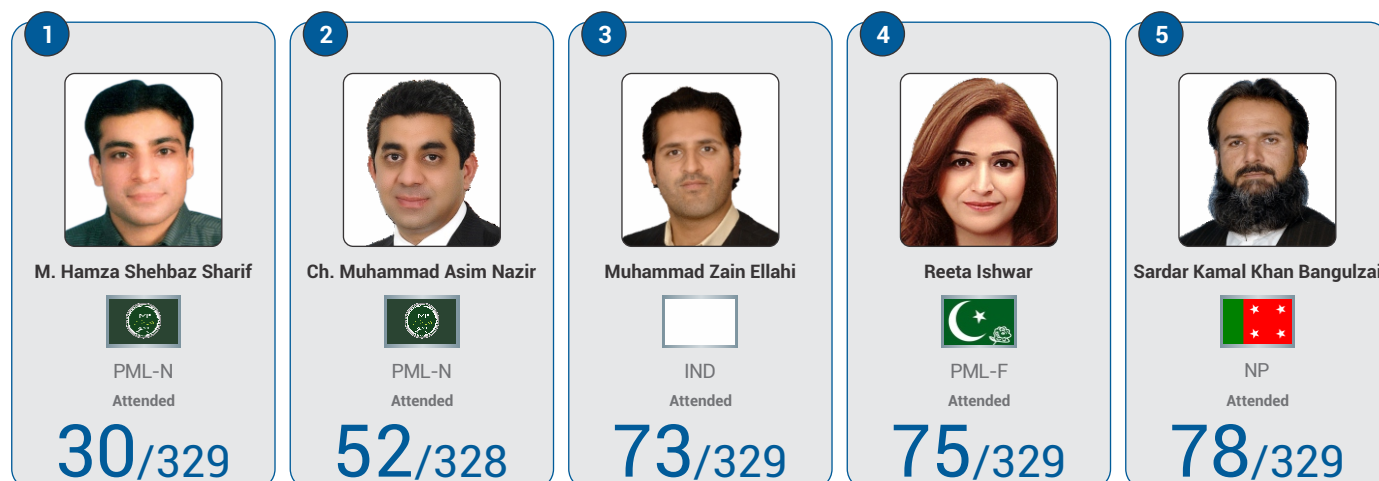 1
2
3
4
5
M. Hamza Shehbaz Sharif
Ch. Muhammad Asim Nazir
Muhammad Zain Ellahi
Reeta Ishwar
Sardar Kamal Khan Bangulzai
PML-N
PML-N
IND
PML-F
NP
Attended
Attended
Attended
Attended
Attended
30/329
52/328
73/329
75/329
78/329